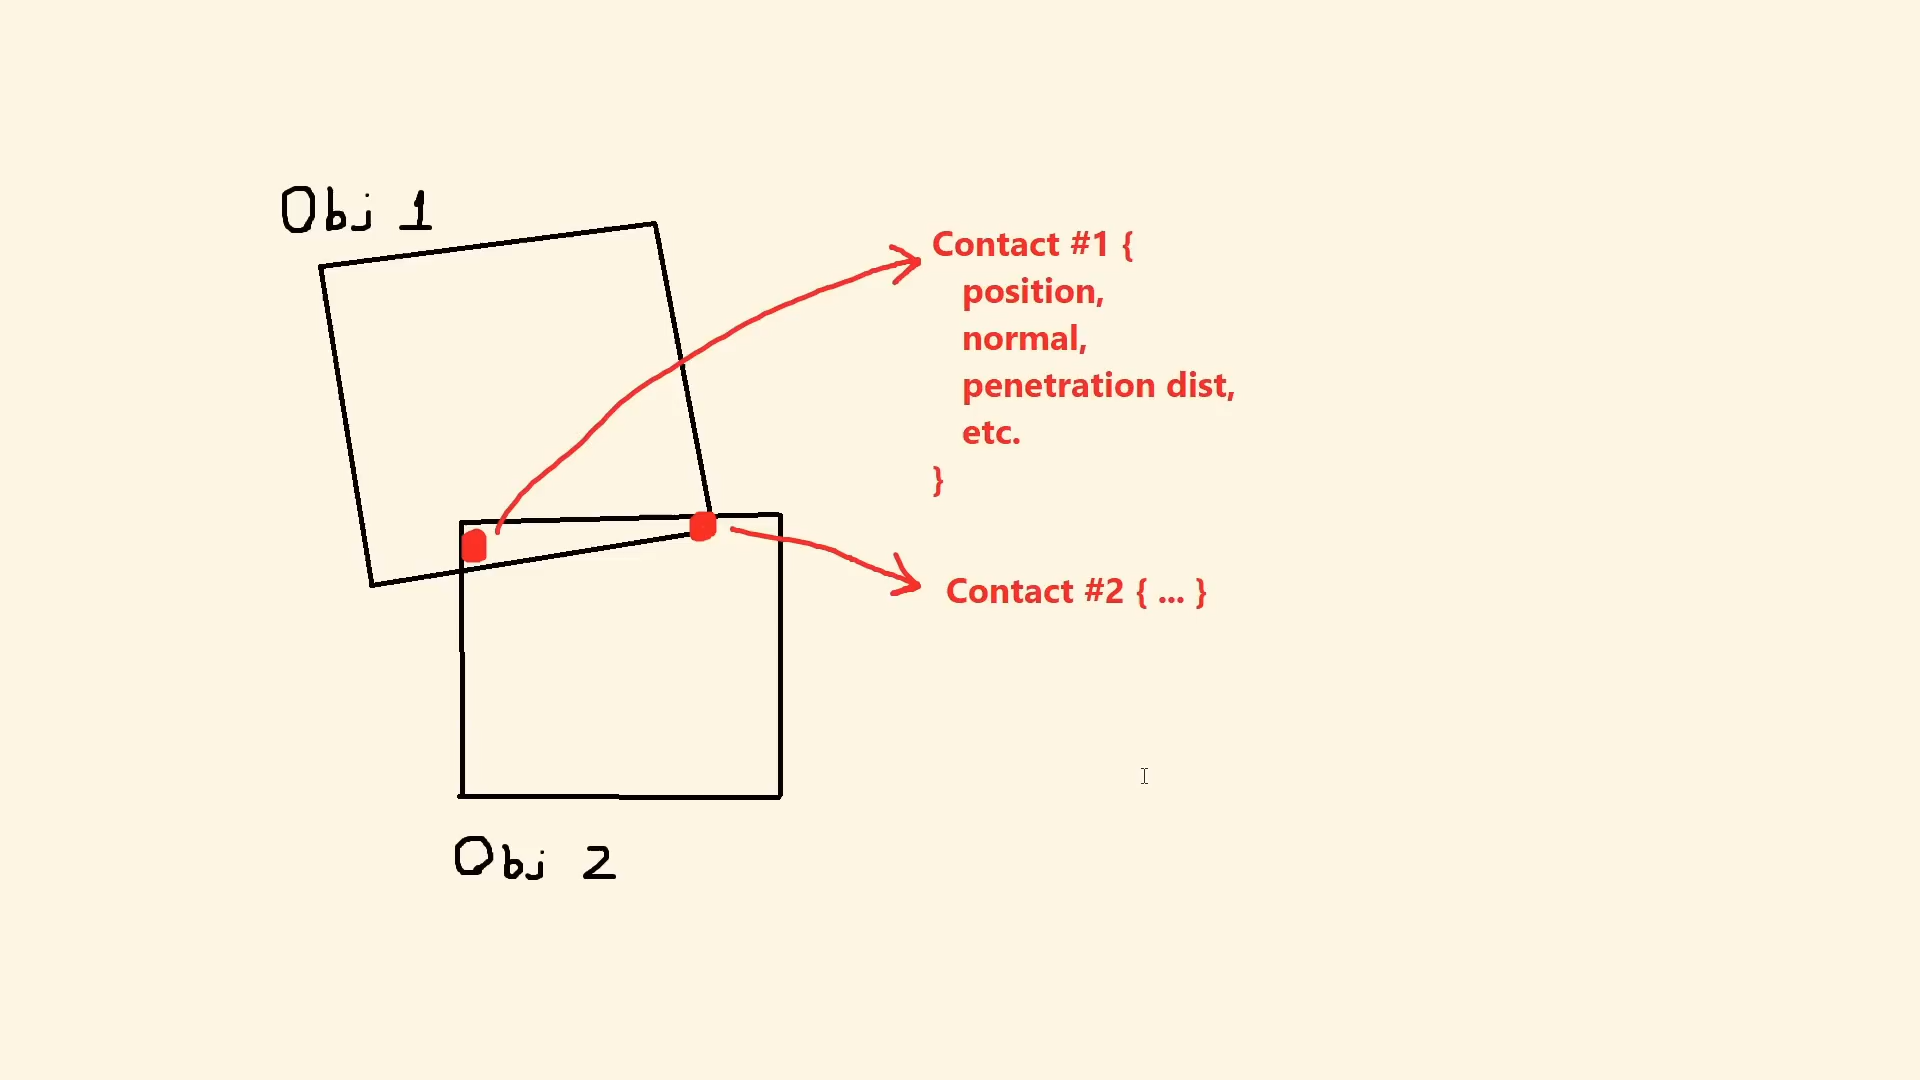 Obj 1
Contact #1 {
position,
normal,
penetration dist,
etc.
}
Contact #2 { ... }
Obj 2